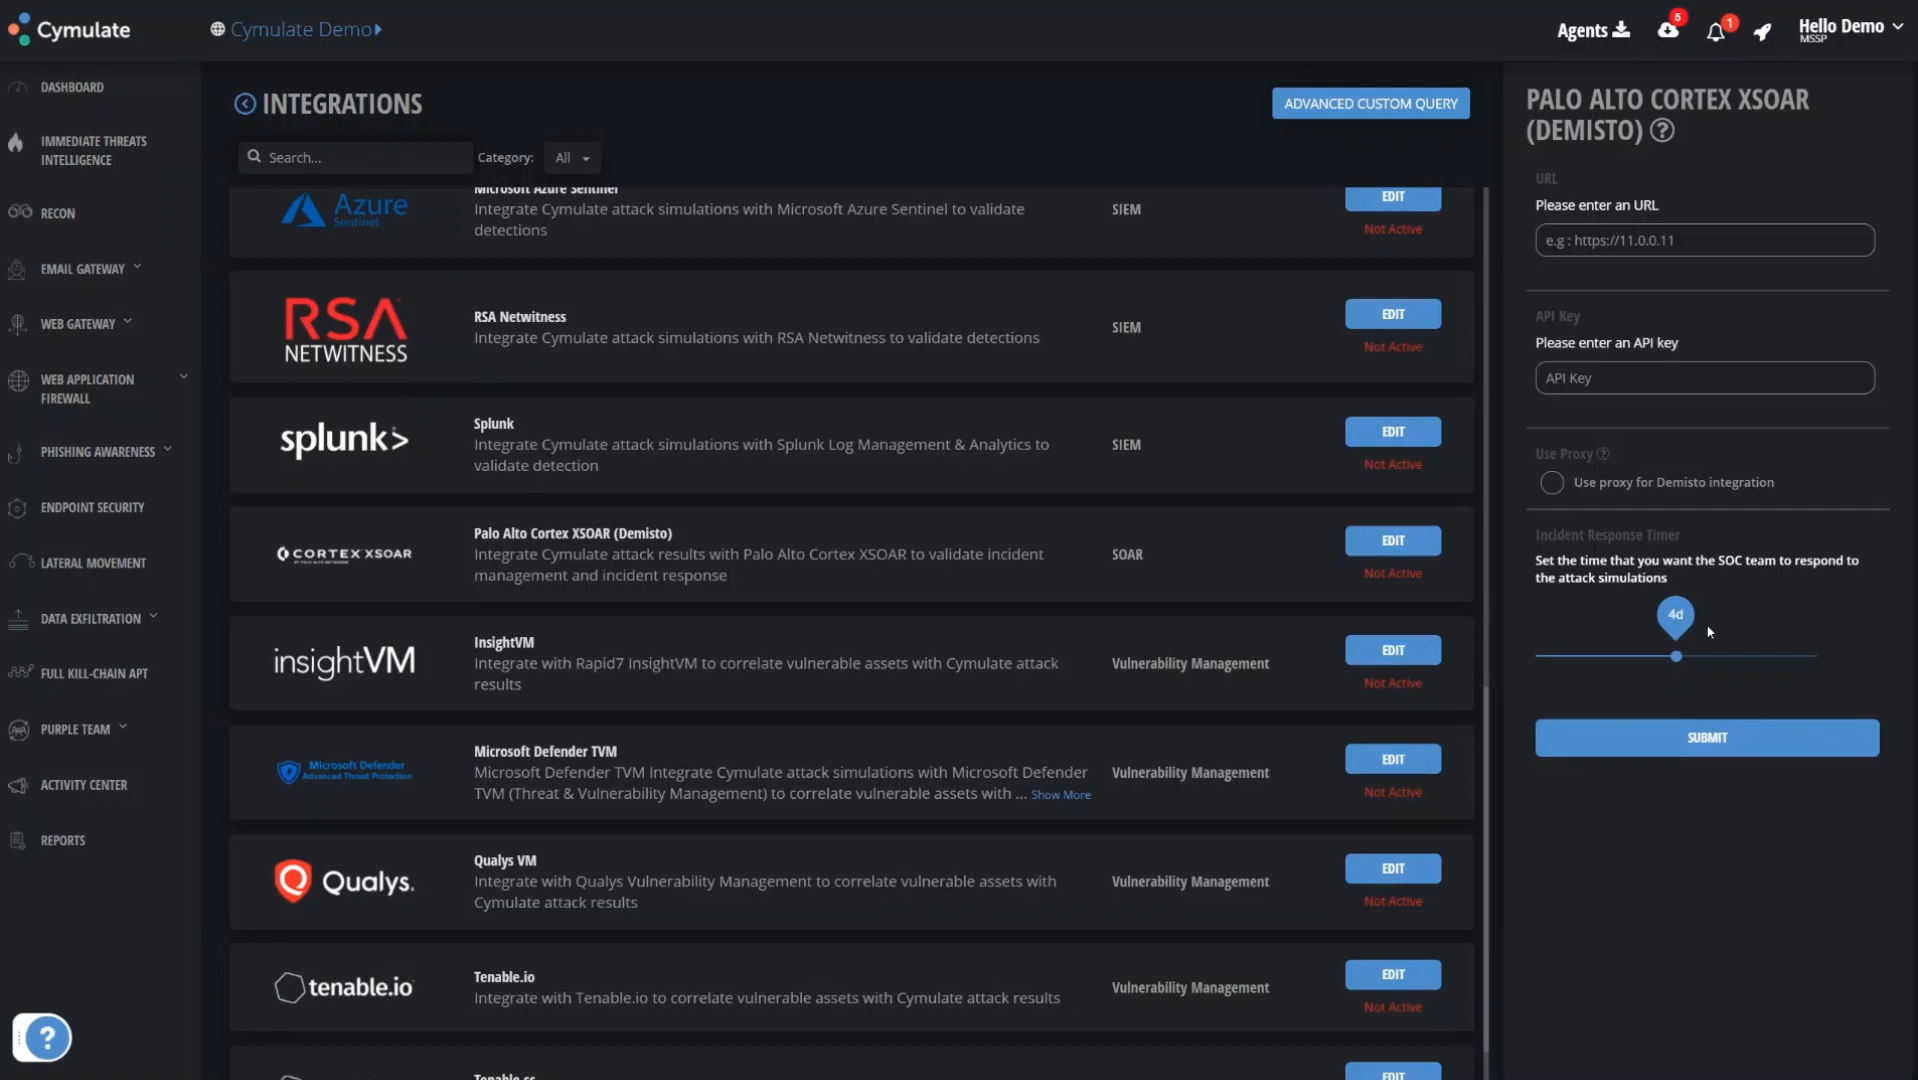 Cymulate
Cymulate Demo
Agents
5
1
Hello Demo
MSSP
DASHBOARD
IMMEDIATE THREATS
INTELLIGENCE
RECON
EMAIL GATEWAY
WEB GATEWAY
WEB APPLICATION
FIREWALL
PHISHING AWARENESS
ENDPOINT SECURITY
LATERAL MOVEMENT
DATA EXFILTRATION
FULL KILL-CHAIN APT
PURPLE TEAM
ACTIVITY CENTER
REPORTS
?
INTEGRATIONS
ADVANCED CUSTOM QUERY
Search...
Category:
All
Azure
Sentinel
Microsoft Azure Sentinel
Integrate Cymulate attack simulations with Microsoft Azure Sentinel to validate
detections
SIEM
EDIT
Not Active
RSA
NETWITNESS
RSA Netwitness
Integrate Cymulate attack simulations with RSA Netwitness to validate detections
SIEM
EDIT
Not Active
splunk>
Splunk
Integrate Cymulate attack simulations with Splunk Log Management & Analytics to
validate detection
SIEM
EDIT
Not Active
CORTEX XSOAR
BY PALO ALTO NETWORKS
Palo Alto Cortex XSOAR (Demisto)
Integrate Cymulate attack results with Palo Alto Cortex XSOAR to validate incident
management and incident response
SOAR
EDIT
Not Active
insightVM
InsightVM
Integrate with Rapid7 InsightVM to correlate vulnerable assets with Cymulate attack
results
Vulnerability Management
EDIT
Not Active
Microsoft Defender
Advanced Threat Protection
Microsoft Defender TVM
Microsoft Defender TVM Integrate Cymulate attack simulations with Microsoft Defender
TVM (Threat & Vulnerability Management) to correlate vulnerable assets with ... Show More
Vulnerability Management
EDIT
Not Active
Qualys.
Qualys VM
Integrate with Qualys Vulnerability Management to correlate vulnerable assets with
Cymulate attack results
Vulnerability Management
EDIT
Not Active
tenable.io
Tenable.io
Integrate with Tenable.io to correlate vulnerable assets with Cymulate attack results
Vulnerability Management
EDIT
Not Active
Tenable.sc
EDIT
PALO ALTO CORTEX XSOAR
(DEMISTO) ?
URL
Please enter an URL
e.g : https://11.0.0.11
API Key
Please enter an API key
API Key
Use Proxy ?
Use proxy for Demisto integration
Incident Response Timer
Set the time that you want the SOC team to respond to
the attack simulations
4d
SUBMIT